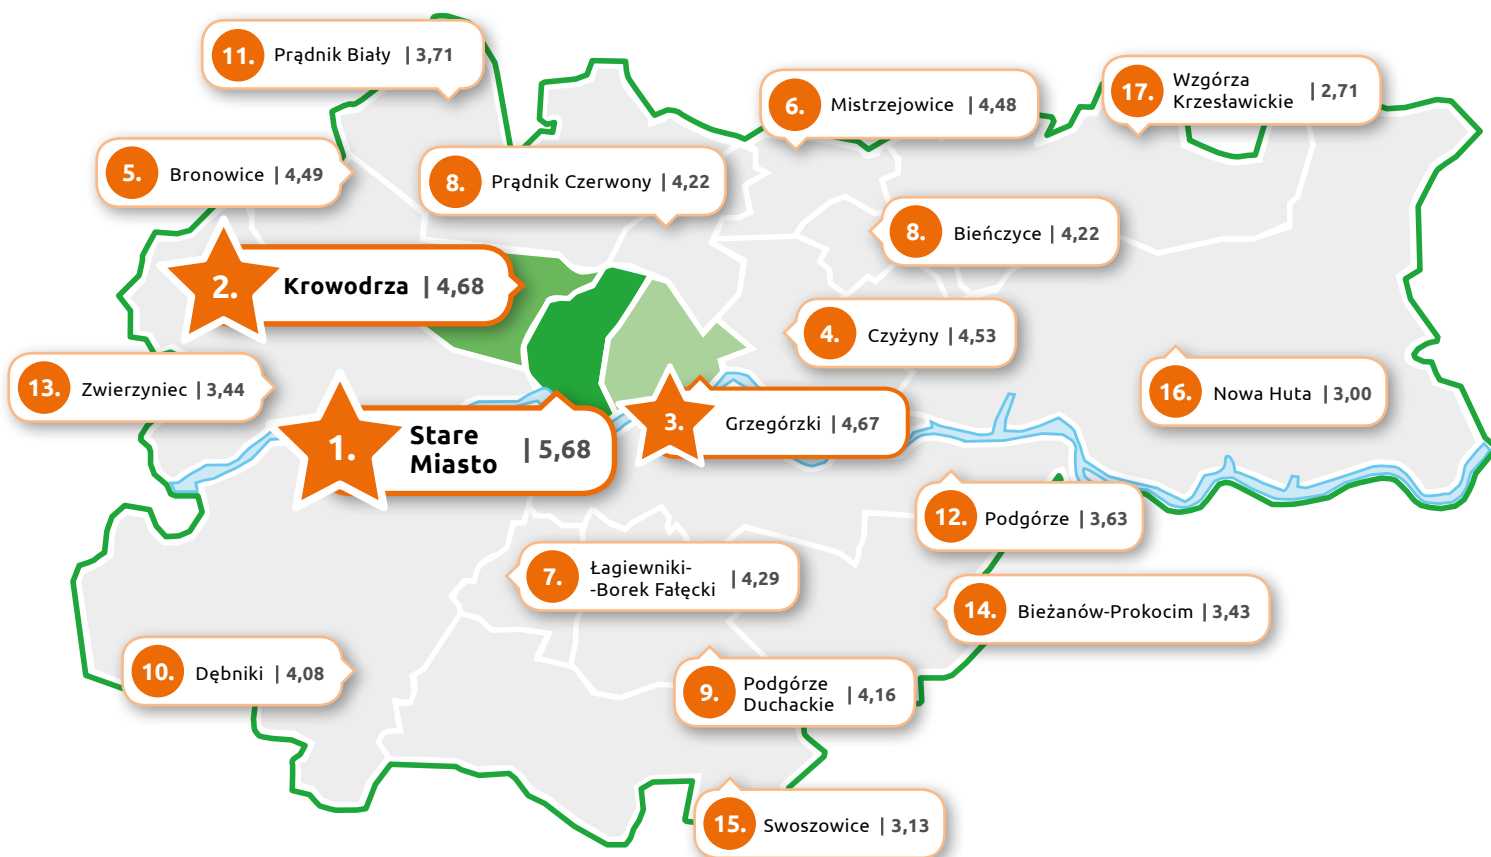 11. Prądnik Biały | 3,71
6. Mistrzejowice | 4,48
17. Wzgórza
Krzesławickie | 2,71
5. Bronowice | 4,49
8. Prądnik Czerwony | 4,22
8. Bieńczyce | 4,22
2. Krowodrza | 4,68
4. Czyżyny | 4,53
13. Zwierzyniec | 3,44
16. Nowa Huta | 3,00
1. Stare
Miasto | 5,68
3. Grzegórzki | 4,67
12. Podgórze | 3,63
7. Łagiewniki-
-Borek Fałęcki | 4,29
14. Bieżanów-Prokocim | 3,43
10. Dębniki | 4,08
9. Podgórze
Duchackie | 4,16
15. Swoszowice | 3,13